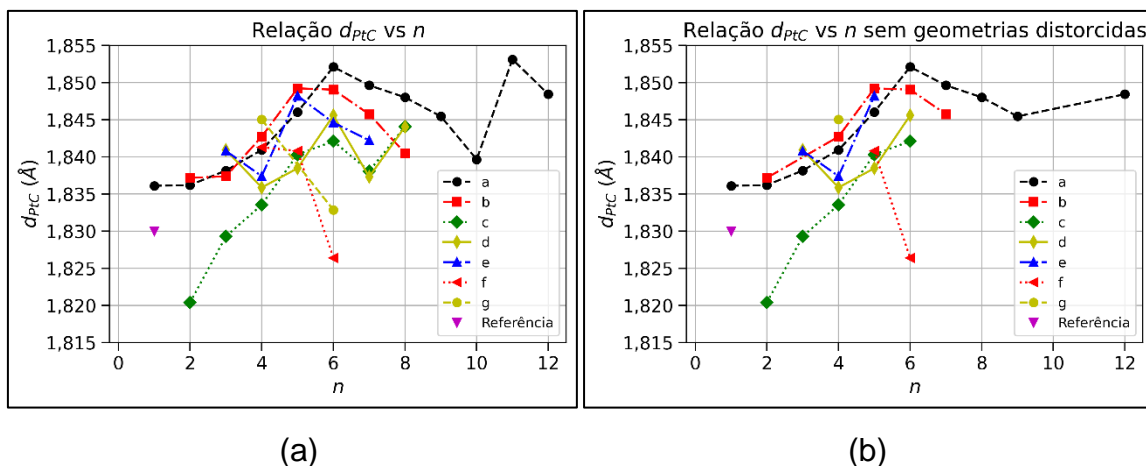 Relação d_PtC vs n
1,855
1,850
1,845
1,840
1,835
1,830
1,825
1,820
1,815
d_PtC (Å)
0 2 4 6 8 10 12
n
a
b
c
d
e
f
g
Referência
(a)
Relação d_PtC vs n sem geometrias distorcidas
1,855
1,850
1,845
1,840
1,835
1,830
1,825
1,820
1,815
d_PtC (Å)
0 2 4 6 8 10 12
n
a
b
c
d
e
f
g
Referência
(b)